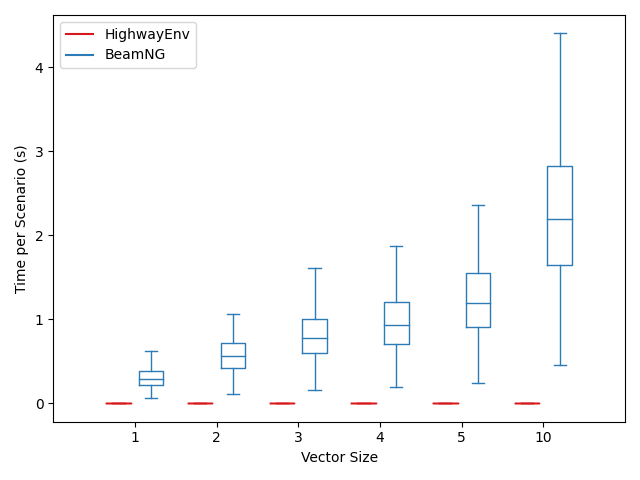 HighwayEnv
BeamNG
Time per Scenario (s)
4
3
2
1
0
1 2 3 4 5 10
Vector Size